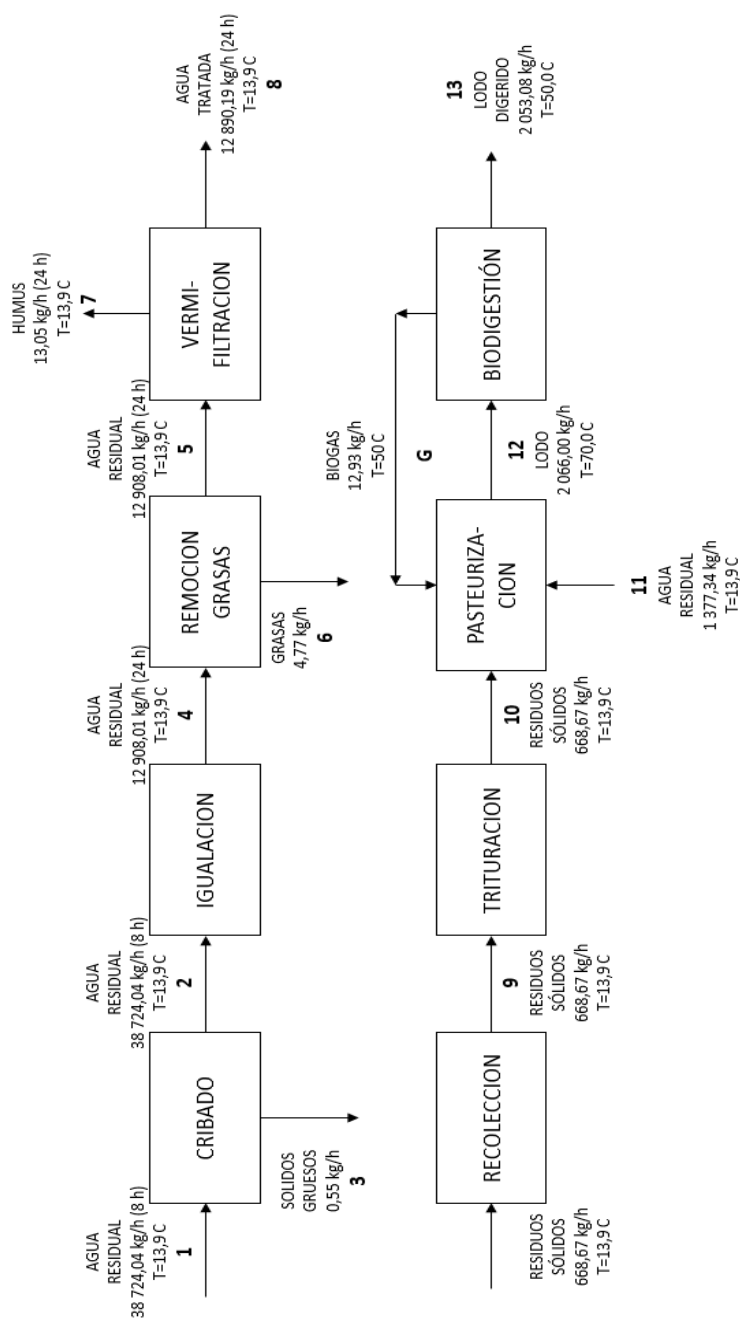 AGUA
RESIDUAL
38 724,04 kg/h (8 h)
T=13,9 C
1
CRIBADO
SOLIDOS
GRUESOS
0,55 kg/h
3
AGUA
RESIDUAL
38 724,04 kg/h (8 h)
T=13,9 C
2
IGUALACION
AGUA
RESIDUAL
12 908,01 kg/h (24 h)
T=13,9 C
4
REMOCION
GRASAS
GRASAS
4,77 kg/h
6
AGUA
RESIDUAL
12 908,01 kg/h (24 h)
T=13,9 C
5
VERMI-
FILTRACION
HUMUS
13,05 kg/h (24 h)
T=13,9 C
7
AGUA
TRATADA
12 890,19 kg/h (24 h)
T=13,9 C
8
RESIDUOS
SÓLIDOS
668,67 kg/h
T=13,9 C
RECOLECCION
9
RESIDUOS
SÓLIDOS
668,67 kg/h
T=13,9 C
TRITURACION
10
RESIDUOS
SÓLIDOS
668,67 kg/h
T=13,9 C
PASTEURIZA-
CION
11
AGUA
RESIDUAL
1 377,34 kg/h
T=13,9 C
BIOGAS
12,93 kg/h
T=50 C
G
12
LODO
2 066,00 kg/h
T=70,0 C
BIODIGESTIÓN
13
LODO
DIGERIDO
2 053,08 kg/h
T=50,0 C